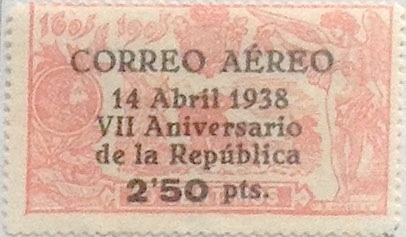 1605 1905
CORREO AÉREO
14 Abril 1938
VII Aniversario
de la República
2'50 pts.